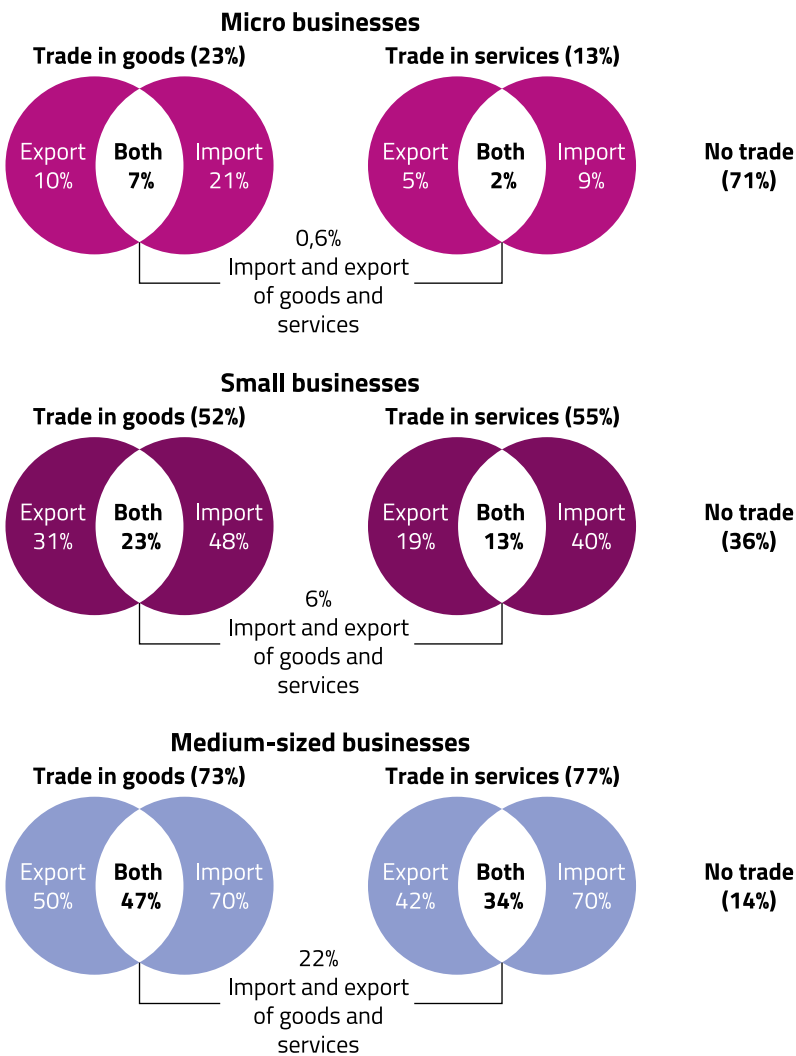 Micro businesses
Trade in goods (23%)
Trade in services (13%)
Export
10%
Both
7%
Import
21%
Export
5%
Both
2%
Import
9%
No trade
(71%)
0,6%
Import and export
of goods and
services
Small businesses
Trade in goods (52%)
Trade in services (55%)
Export
31%
Both
23%
Import
48%
Export
19%
Both
13%
Import
40%
No trade
(36%)
6%
Import and export
of goods and
services
Medium-sized businesses
Trade in goods (73%)
Trade in services (77%)
Export
50%
Both
47%
Import
70%
Export
42%
Both
34%
Import
70%
No trade
(14%)
22%
Import and export
of goods and
services